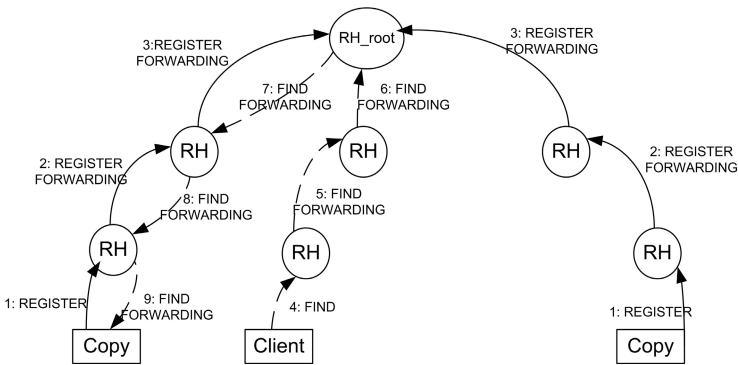 RH_root
3:REGISTER
FORWARDING
3: REGISTER
FORWARDING
7: FIND
FORWARDING
6: FIND
FORWARDING
RH
RH
RH
2: REGISTER
FORWARDING
2: REGISTER
FORWARDING
8: FIND
FORWARDING
5: FIND
FORWARDING
RH
RH
RH
1: REGISTER
9: FIND
FORWARDING
4: FIND
1: REGISTER
Copy
Client
Copy